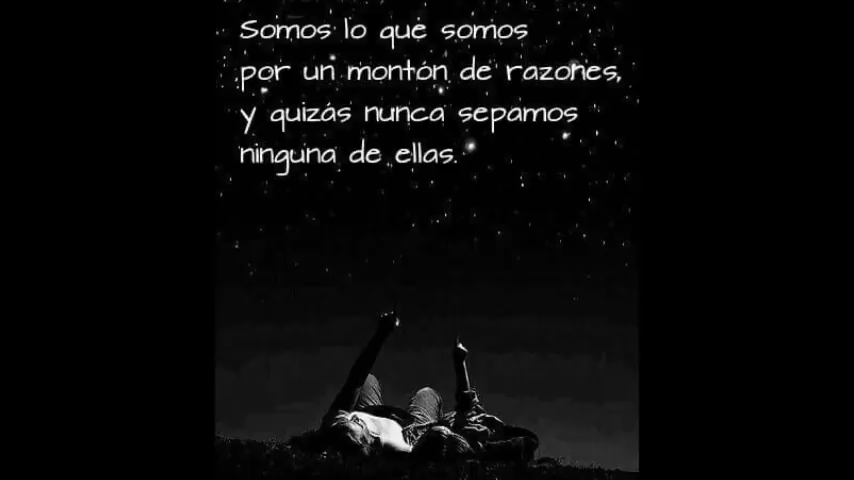 Somos lo que somos
por un montón de razones,
y quizás nunca sepamos
ninguna de ellas.